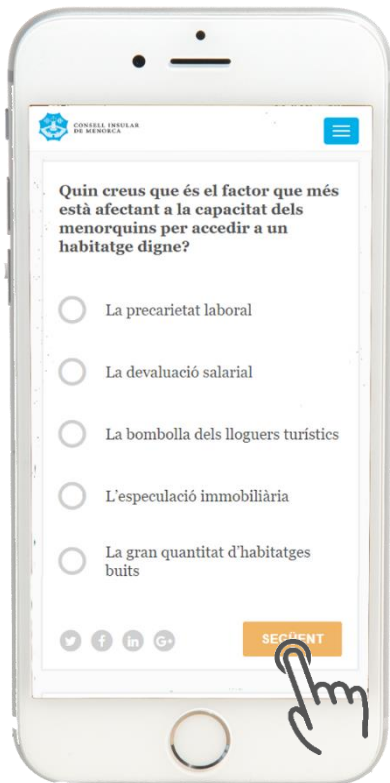 CONSELL INSULAR
DE MENORCA
Quin creus que és el factor que més
està afectant a la capacitat dels
menorquins per accedir a un
habitatge digne?
La precarietat laboral
La devaluació salarial
La bombolla dels lloguers turístics
L'especulació immobiliària
La gran quantitat d'habitatges
buits
SEGÜENT